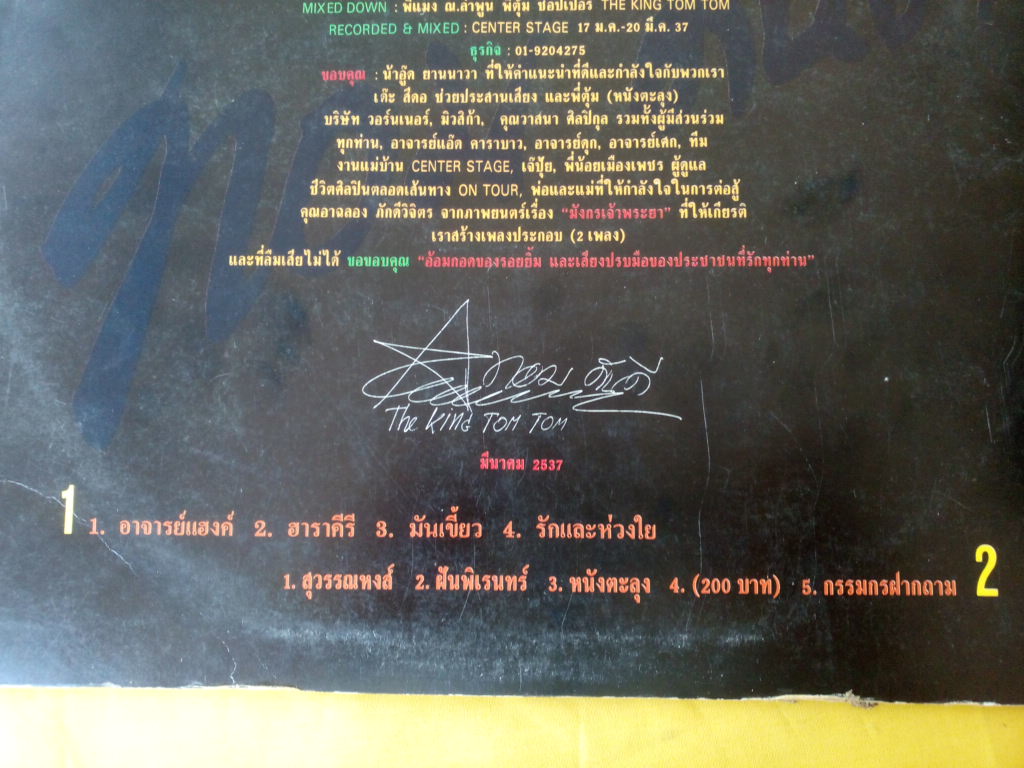 MIXED DOWN : พี่แมง ณ.ลำพูน พี่ตุ้ม ช็อปเปอร์ THE KING TOM TOM
RECORDED & MIXED : CENTER STAGE 17 ม.ค.-20 มี.ค. 37
ธุรกิจ : 01-9204275
ขอบคุณ : น้าอู๊ด ยานนาวา ที่ให้คำแนะนำที่ดีและกำลังใจกับพวกเรา
เต๊ะ สีดอ ช่วยประสานเสียง และพี่ตุ้ม (หนังตะลุง)
บริษัท วอร์นเนอร์, มิวสิก้า, คุณวาสนา ศิลปิกุล รวมทั้งผู้มีส่วนร่วม
ทุกท่าน, อาจารย์แอ๊ด คาราบาว, อาจารย์ดุก, อาจารย์เศก, ทีม
งานแม่บ้าน CENTER STAGE, เจ๊ปุ้ย, พี่น้อยเมืองเพชร ผู้ดูแล
ชีวิตศิลปินตลอดเส้นทาง ON TOUR, พ่อและแม่ที่ให้กำลังใจในการต่อสู้
คุณอาฉลอง ภักดีวิจิตร จากภาพยนตร์เรื่อง “มังกรเจ้าพระยา” ที่ให้เกียรติ
เราสร้างเพลงประกอบ (2 เพลง)
และที่ลืมเสียไม่ได้ ขอขอบคุณ “อ้อมกอดของรอยยิ้ม และเสียงปรบมือของประชาชนที่รักทุกท่าน”
The King TOM TOM
มีนาคม 2537
1 1. อาจารย์แฮงค์ 2. ฮาราคีรี 3. มันเขี้ยว 4. รักและห่วงใย
1. สุวรรณหงส์ 2. ฝันพิเรนทร์ 3. หนังตะลุง 4. (200 บาท) 5. กรรมกรฝากถาม 2